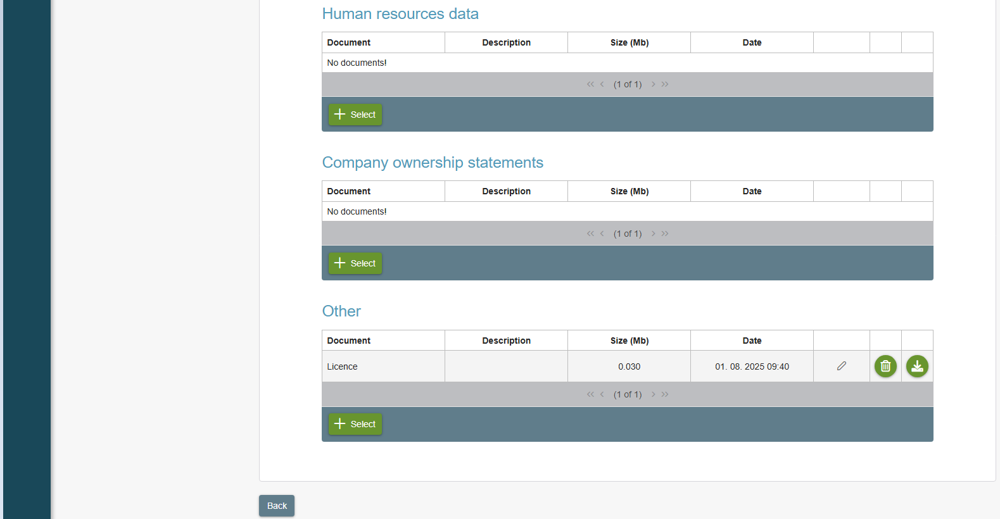 Human resources data
Document Description Size (Mb) Date
No documents!
(1 of 1)
Select
Company ownership statements
Document Description Size (Mb) Date
No documents!
(1 of 1)
Select
Other
Document Description Size (Mb) Date
Licence 0.030 01. 08. 2025 09:40
(1 of 1)
Select
Back